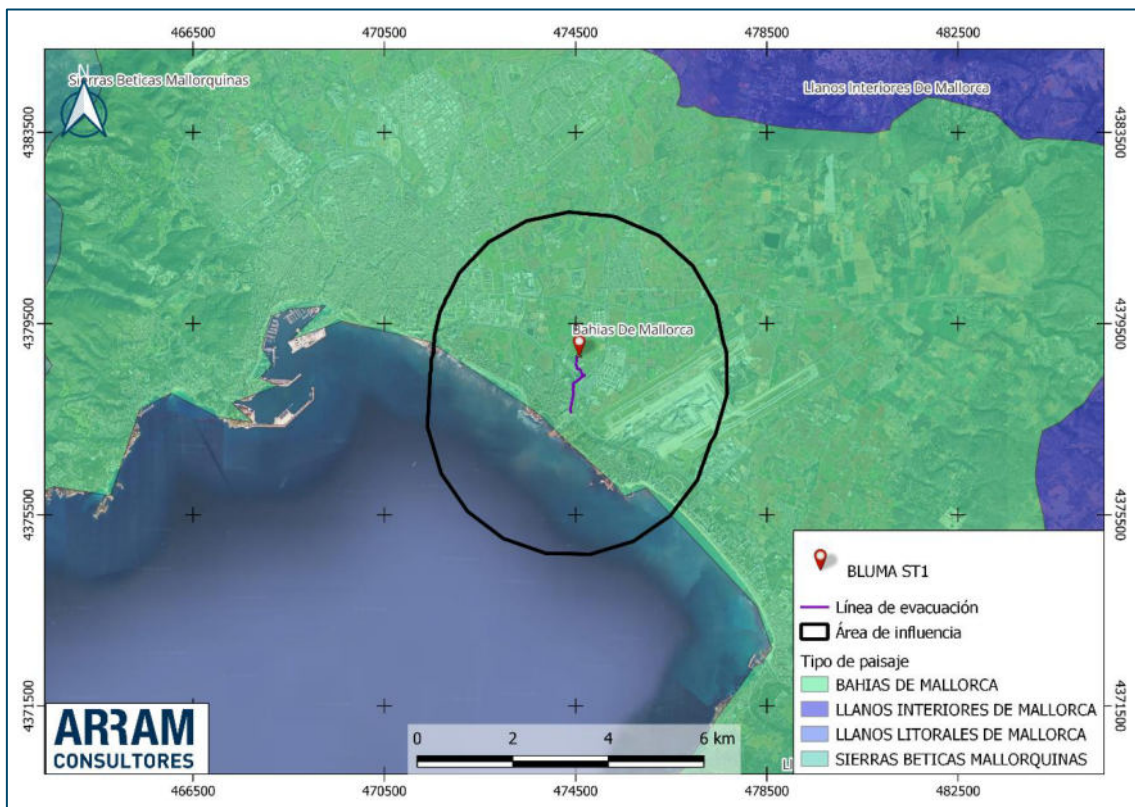 466500 470500 474500 478500 482500
Sierras Beticas Mallorquinas
Llanos Interiores De Mallorca
N
4383500 4383500
4379500 4379500
Bahias De Mallorca
4375500 4375500
BLUMA ST1
Línea de evacuación
Área de influencia
Tipo de paisaje
BAHIAS DE MALLORCA
LLANOS INTERIORES DE MALLORCA
LLANOS LITORALES DE MALLORCA
SIERRAS BETICAS MALLORQUINAS
4371500 4371500
ARRAM
CONSULTORES
0 2 4 6 km
466500 470500 474500 478500 482500